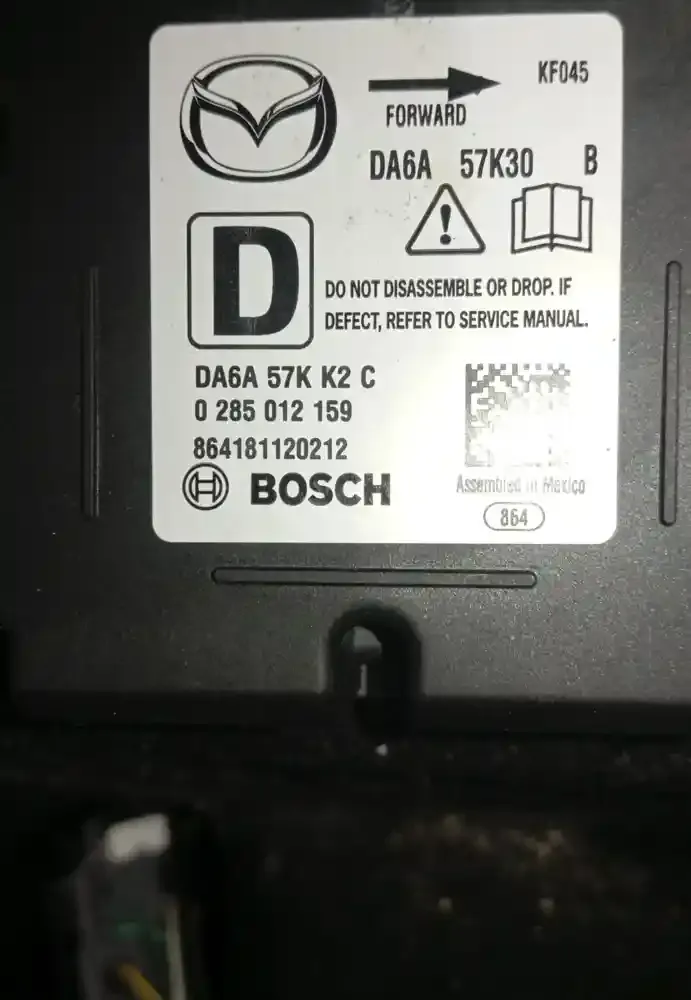 KF045
FORWARD
DA6A 57K30 B
D
DO NOT DISASSEMBLE OR DROP. IF
DEFECT, REFER TO SERVICE MANUAL.
DA6A 57K K2 C
0 285 012 159
864181120212
BOSCH
Assembled in Mexico
864